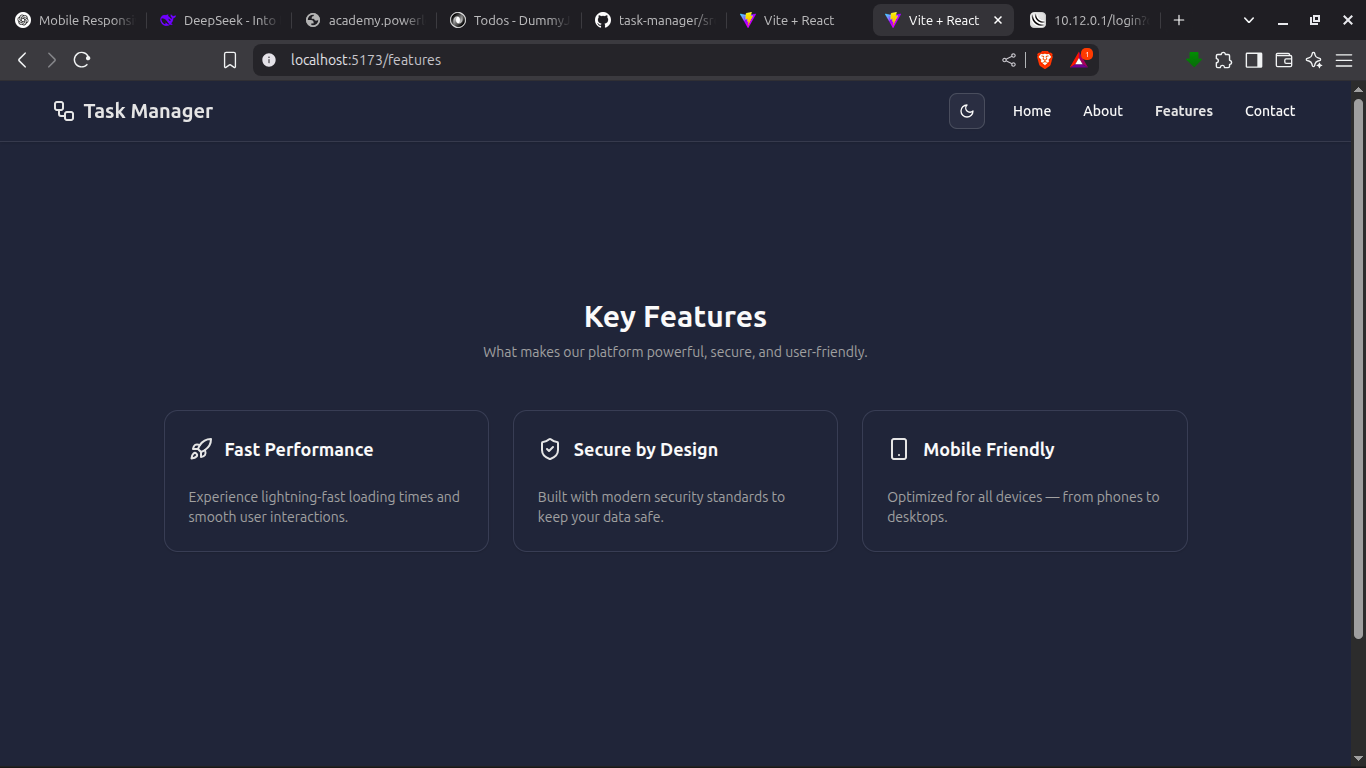 Mobile Respons
DeepSeek - Into
academy.power
Todos - DummyJ
task-manager/sr
Vite + React
Vite + React
10.12.0.1/login?
localhost:5173/features
1
Task Manager
Home
About
Features
Contact
Key Features
What makes our platform powerful, secure, and user-friendly.
Fast Performance
Experience lightning-fast loading times and
smooth user interactions.
Secure by Design
Built with modern security standards to
keep your data safe.
Mobile Friendly
Optimized for all devices — from phones to
desktops.